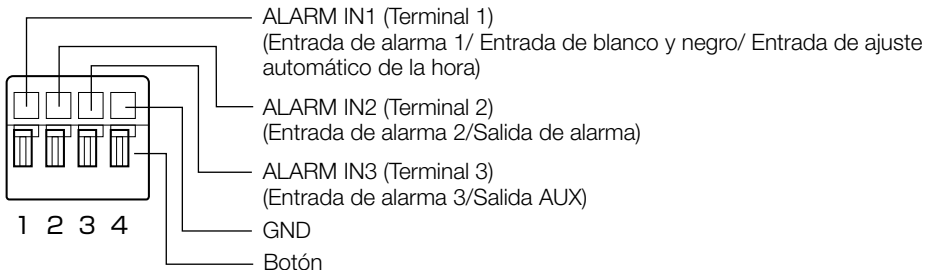 ALARM IN1 (Terminal 1)
(Entrada de alarma 1/ Entrada de blanco y negro/ Entrada de ajuste
automático de la hora)
ALARM IN2 (Terminal 2)
(Entrada de alarma 2/Salida de alarma)
ALARM IN3 (Terminal 3)
(Entrada de alarma 3/Salida AUX)
1 2 3 4
GND
Botón